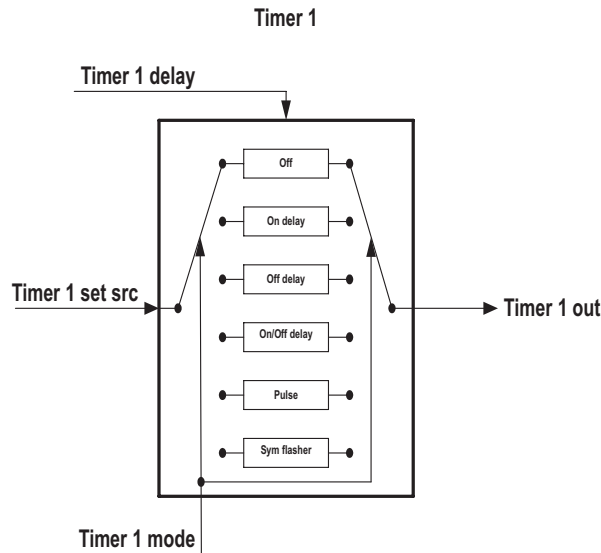 Timer 1
Timer 1 delay
Off
On delay
Off delay
Timer 1 set src
Timer 1 out
On/Off delay
Pulse
Sym flasher
Timer 1 mode